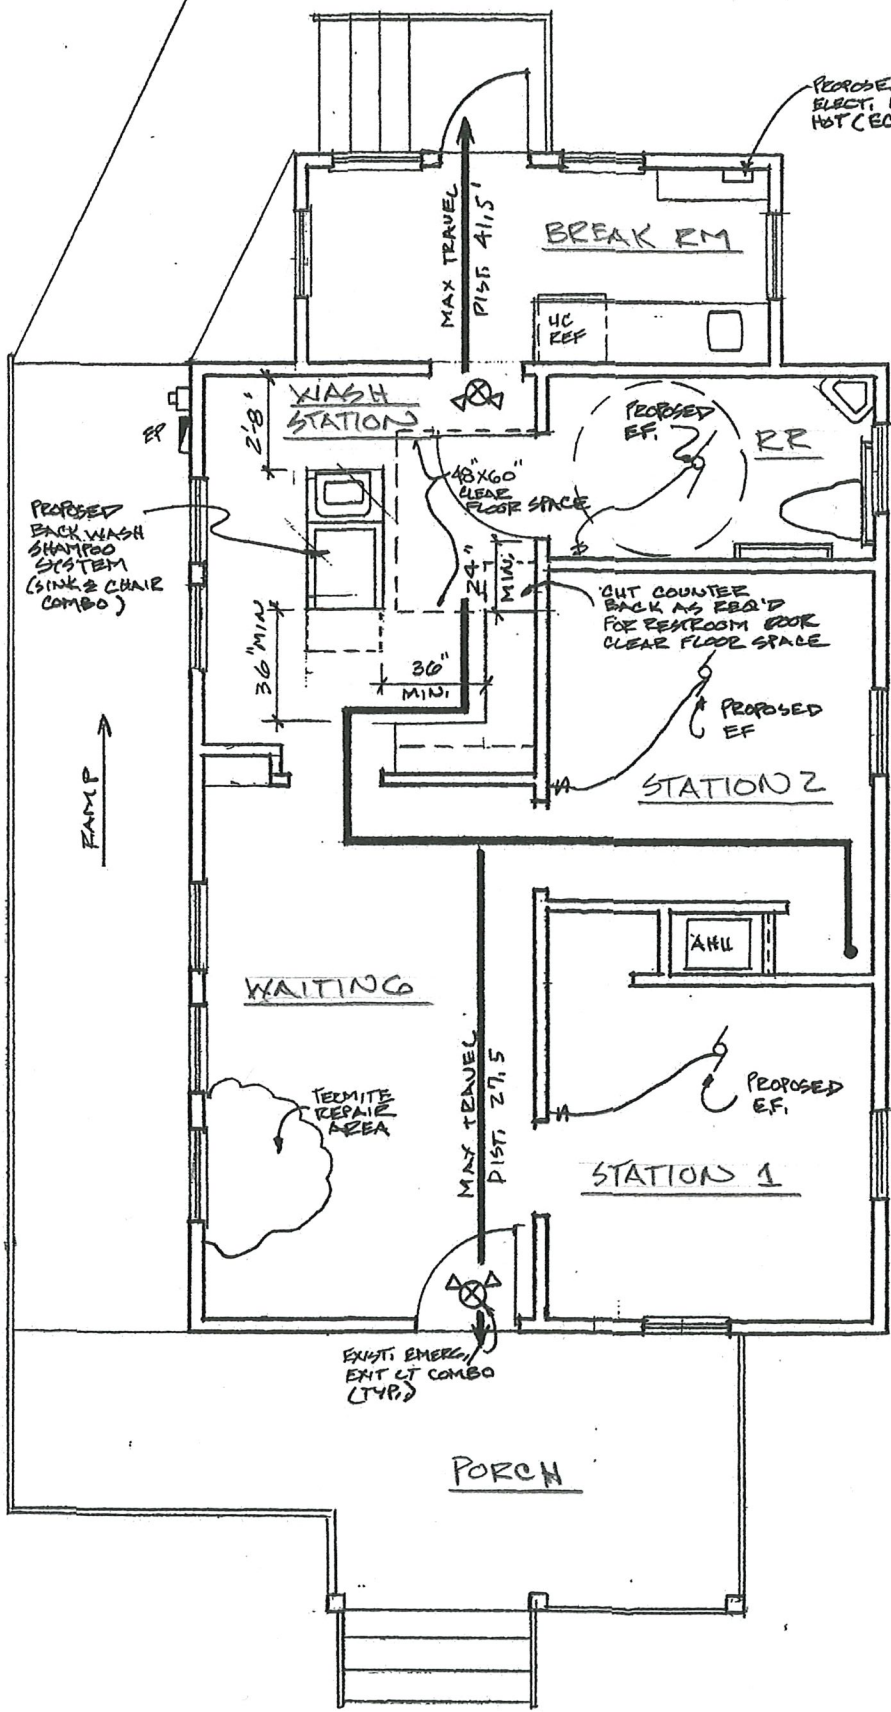 PROPOSED
ELECT.
HOT (
MAX TRAVEL
DIST. 41.5'
BREAK RM
UC
REF
WASH
STATION
2'-8"
EP
PROPOSED
EF.
RR
48"X60"
CLEAR
FLOOR SPACE
PROPOSED
BACK WASH
SHAMPOO
SYSTEM
(SINK & CHAIR
COMBO)
24"
MIN.
CUT COUNTER
BACK AS REQ'D
FOR RESTROOM DOOR
CLEAR FLOOR SPACE
36" MIN
36"
MIN.
PROPOSED
EF
STATION 2
RAMP
AHU
WAITING
MAX TRAVEL
DIST. 27.5
PROPOSED
E.F.
TERMITE
REPAIR
AREA
STATION 1
EXIST. EMERG.
EXIT LT COMBO
(TYP.)
PORCH